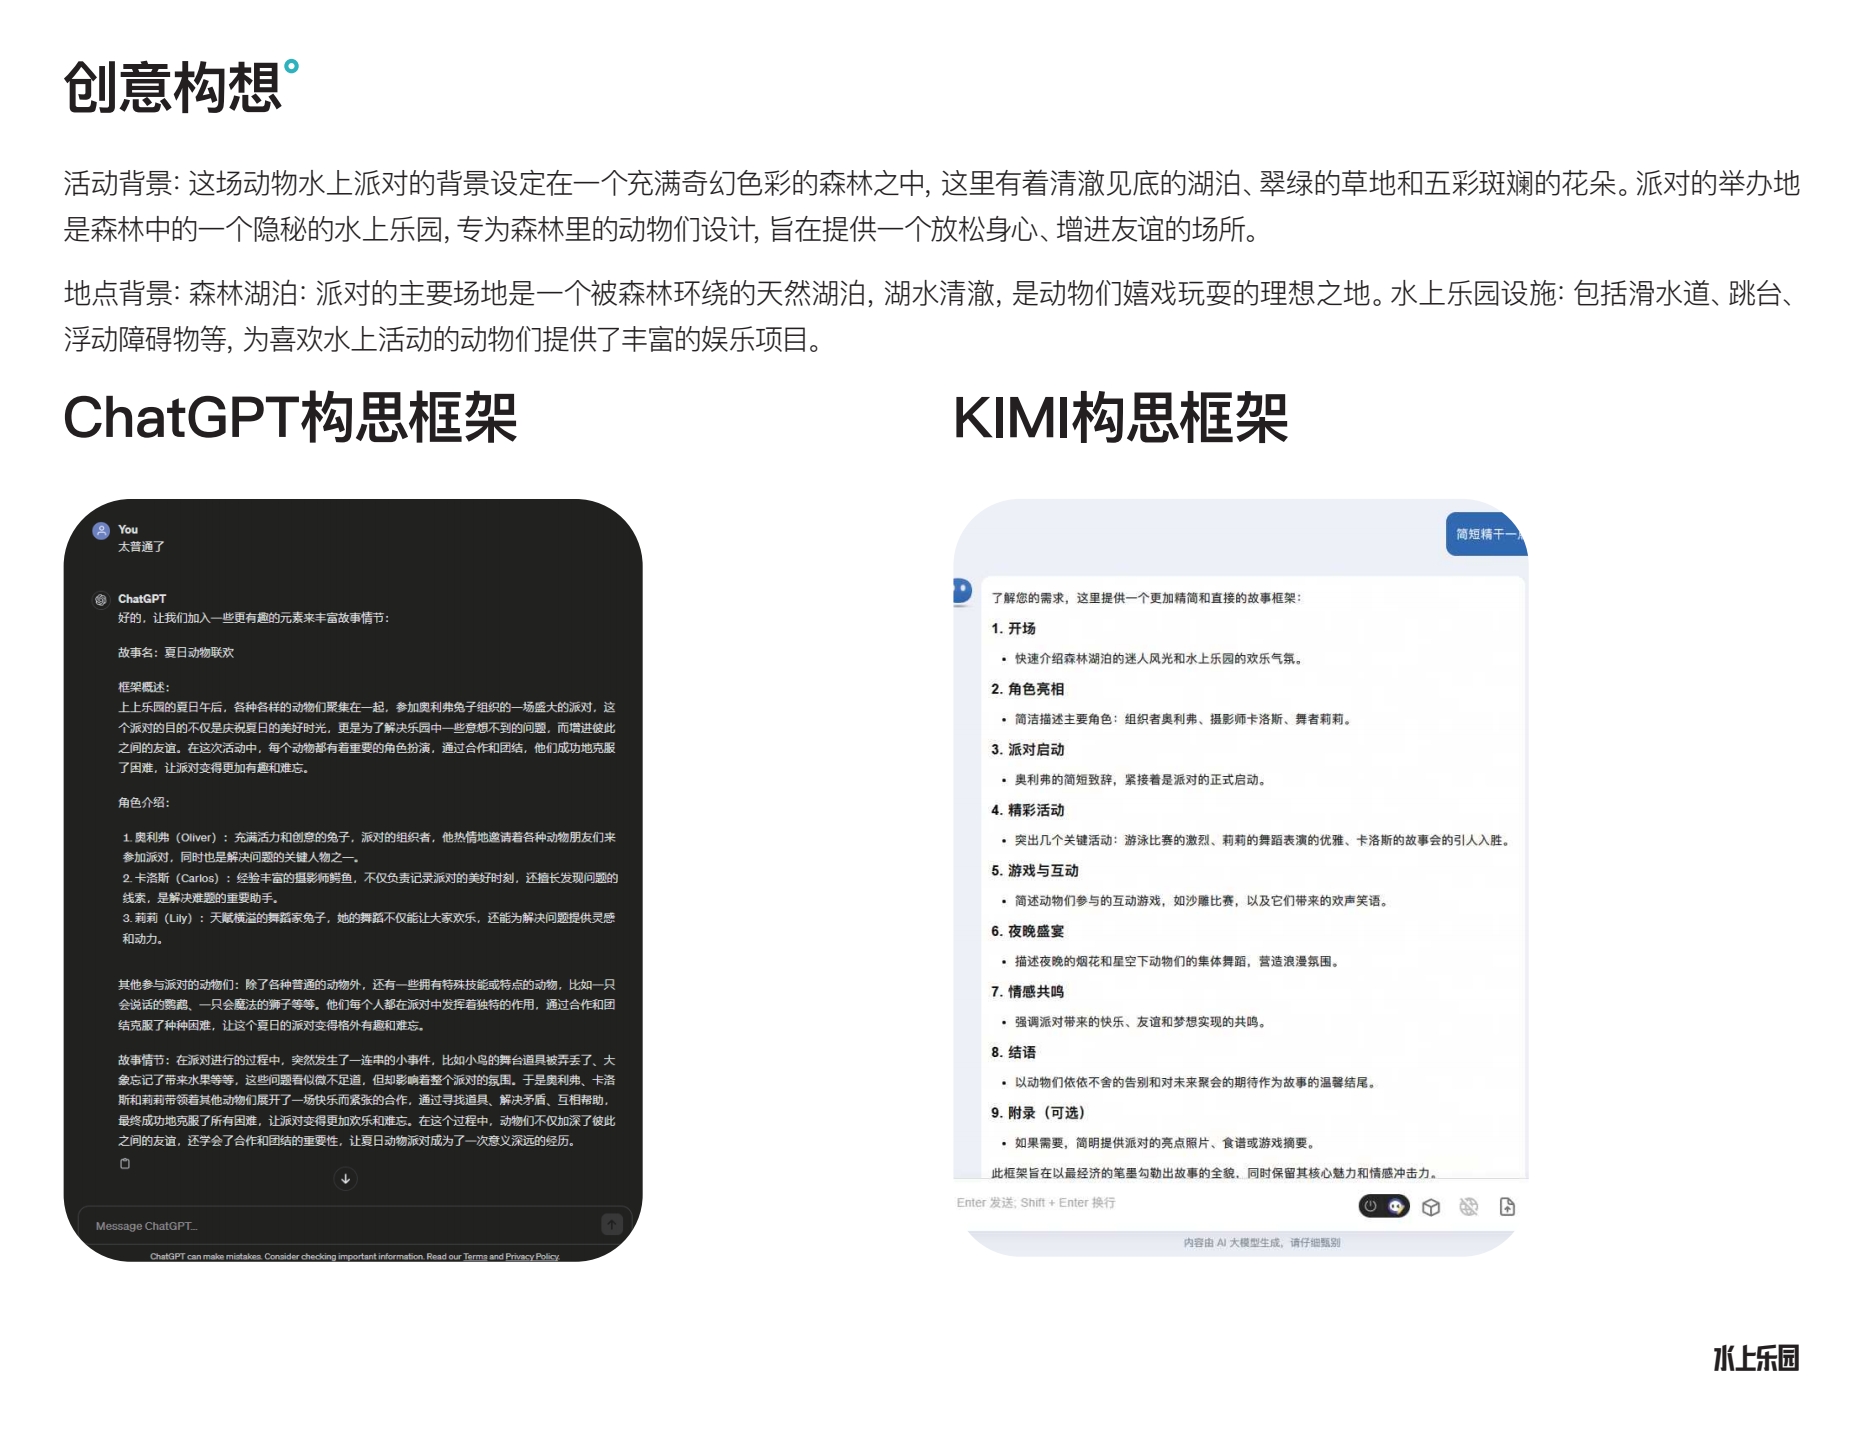 创意构想
活动背景：这场动物水上派对的背景设定在一个充满奇幻色彩的森林之中，这里有着清澈见底的湖泊、翠绿的草地和五彩斑斓的花朵。派对的举办地
是森林中的一个隐秘的水上乐园，专为森林里的动物们设计，旨在提供一个放松身心、增进友谊的场所。
地点背景：森林湖泊：派对的主要场地是一个被森林环绕的天然湖泊，湖水清澈，是动物们嬉戏玩耍的理想之地。水上乐园设施：包括滑水道、跳台、
浮动障碍物等，为喜欢水上活动的动物们提供了丰富的娱乐项目。
ChatGPT构思框架
You
太普通了
ChatGPT
好的，让我们加入一些更有趣的元素来丰富故事情节：
故事名：夏日动物联欢
框架概述：
上上乐园的夏日午后，各种各样的动物们聚集在一起，参加奥利弗兔子组织的一场盛大的派对，这
个派对的目的不仅是庆祝夏日的美好时光，更是为了解决乐园中一些意想不到的问题，而增进彼此
之间的友谊。在这次活动中，每个动物都有着重要的角色扮演，通过合作和团结，他们成功地克服
了困难，让派对变得更加有趣和难忘。
角色介绍：
1. 奥利弗（Oliver）：充满活力和创意的兔子，派对的组织者，他热情地邀请着各种动物朋友们来
参加派对，同时也是解决问题的关键人物之一。
2. 卡洛斯（Carlos）：经验丰富的摄影师鳄鱼，不仅负责记录派对的美好时刻，还擅长发现问题的
线索，是解决难题的重要助手。
3. 莉莉（Lily）：天赋横溢的舞蹈家兔子，她的舞蹈不仅能让大家欢乐，还能为解决问题提供灵感
和动力。
其他参与派对的动物们：除了各种普通的动物外，还有一些拥有特殊技能或特点的动物，比如一只
会说话的鹦鹉、一只会魔法的狮子等等。他们每个人都在派对中发挥着独特的作用，通过合作和团
结克服了种种困难，让这个夏日的派对变得格外有趣和难忘。
故事情节：在派对进行的过程中，突然发生了一连串的小事件，比如小鸟的舞台道具被弄丢了、大
象忘记了带来水果等等，这些问题看似微不足道，但却影响着整个派对的氛围。于是奥利弗、卡洛
斯和莉莉带领着其他动物们展开了一场快乐而紧张的合作，通过寻找道具、解决矛盾、互相帮助，
最终成功地克服了所有困难，让派对变得更加欢乐和难忘。在这个过程中，动物们不仅加深了彼此
之间的友谊，还学会了合作和团结的重要性，让夏日动物派对成为了一次意义深远的经历。
Message ChatGPT...
ChatGPT can make mistakes. Consider checking important information. Read our Terms and Privacy Policy.
KIMI构思框架
简短精干一
了解您的需求，这里提供一个更加精简和直接的故事框架：
1. 开场
• 快速介绍森林湖泊的迷人风光和水上乐园的欢乐气氛。
2. 角色亮相
• 简洁描述主要角色：组织者奥利弗、摄影师卡洛斯、舞者莉莉。
3. 派对启动
• 奥利弗的简短致辞，紧接着是派对的正式启动。
4. 精彩活动
• 突出几个关键活动：游泳比赛的激烈、莉莉的舞蹈表演的优雅、卡洛斯的故事会的引人入胜。
5. 游戏与互动
• 简述动物们参与的互动游戏，如沙雕比赛，以及它们带来的欢声笑语。
6. 夜晚盛宴
• 描述夜晚的烟花和星空下动物们的集体舞蹈，营造浪漫氛围。
7. 情感共鸣
• 强调派对带来的快乐、友谊和梦想实现的共鸣。
8. 结语
• 以动物们依依不舍的告别和对未来聚会的期待作为故事的温馨结尾。
9. 附录（可选）
• 如果需要，简明提供派对的亮点照片、食谱或游戏摘要。
此框架旨在以最经济的笔墨勾勒出故事的全貌，同时保留其核心魅力和情感冲击力。
Enter 发送; Shift + Enter 换行
内容由 AI 大模型生成，请仔细甄别
水上乐园